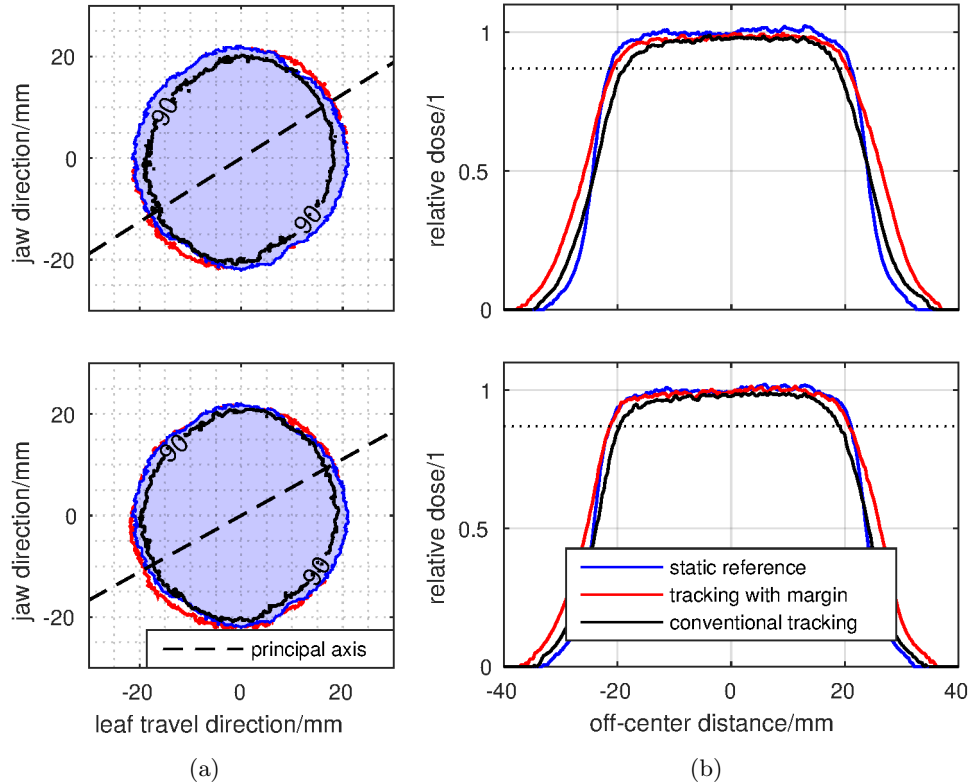 20
0
-20
jaw direction/mm
90
90
1
0.5
0
relative dose/1
20
0
-20
jaw direction/mm
90
90
principal axis
-20
0
20
leaf travel direction/mm
(a)
1
0.5
0
relative dose/1
static reference
tracking with margin
conventional tracking
-40
-20
0
20
40
off-center distance/mm
(b)